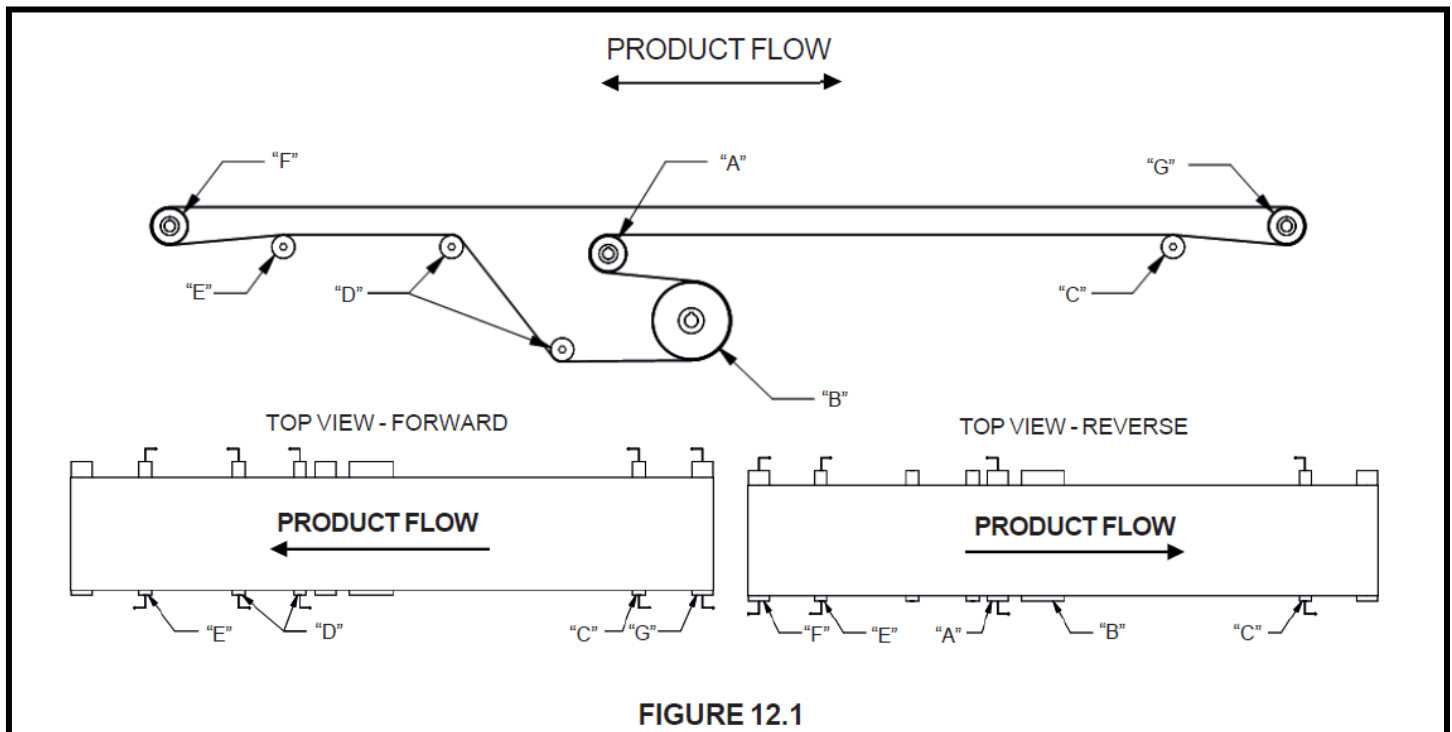 PRODUCT FLOW
“F”
“A”
“G”
“E”
“D”
“C”
“B”
TOP VIEW - FORWARD
PRODUCT FLOW
“E”
“D”
“C”
“G”
TOP VIEW - REVERSE
PRODUCT FLOW
“F”
“E”
“A”
“B”
“C”
FIGURE 12.1